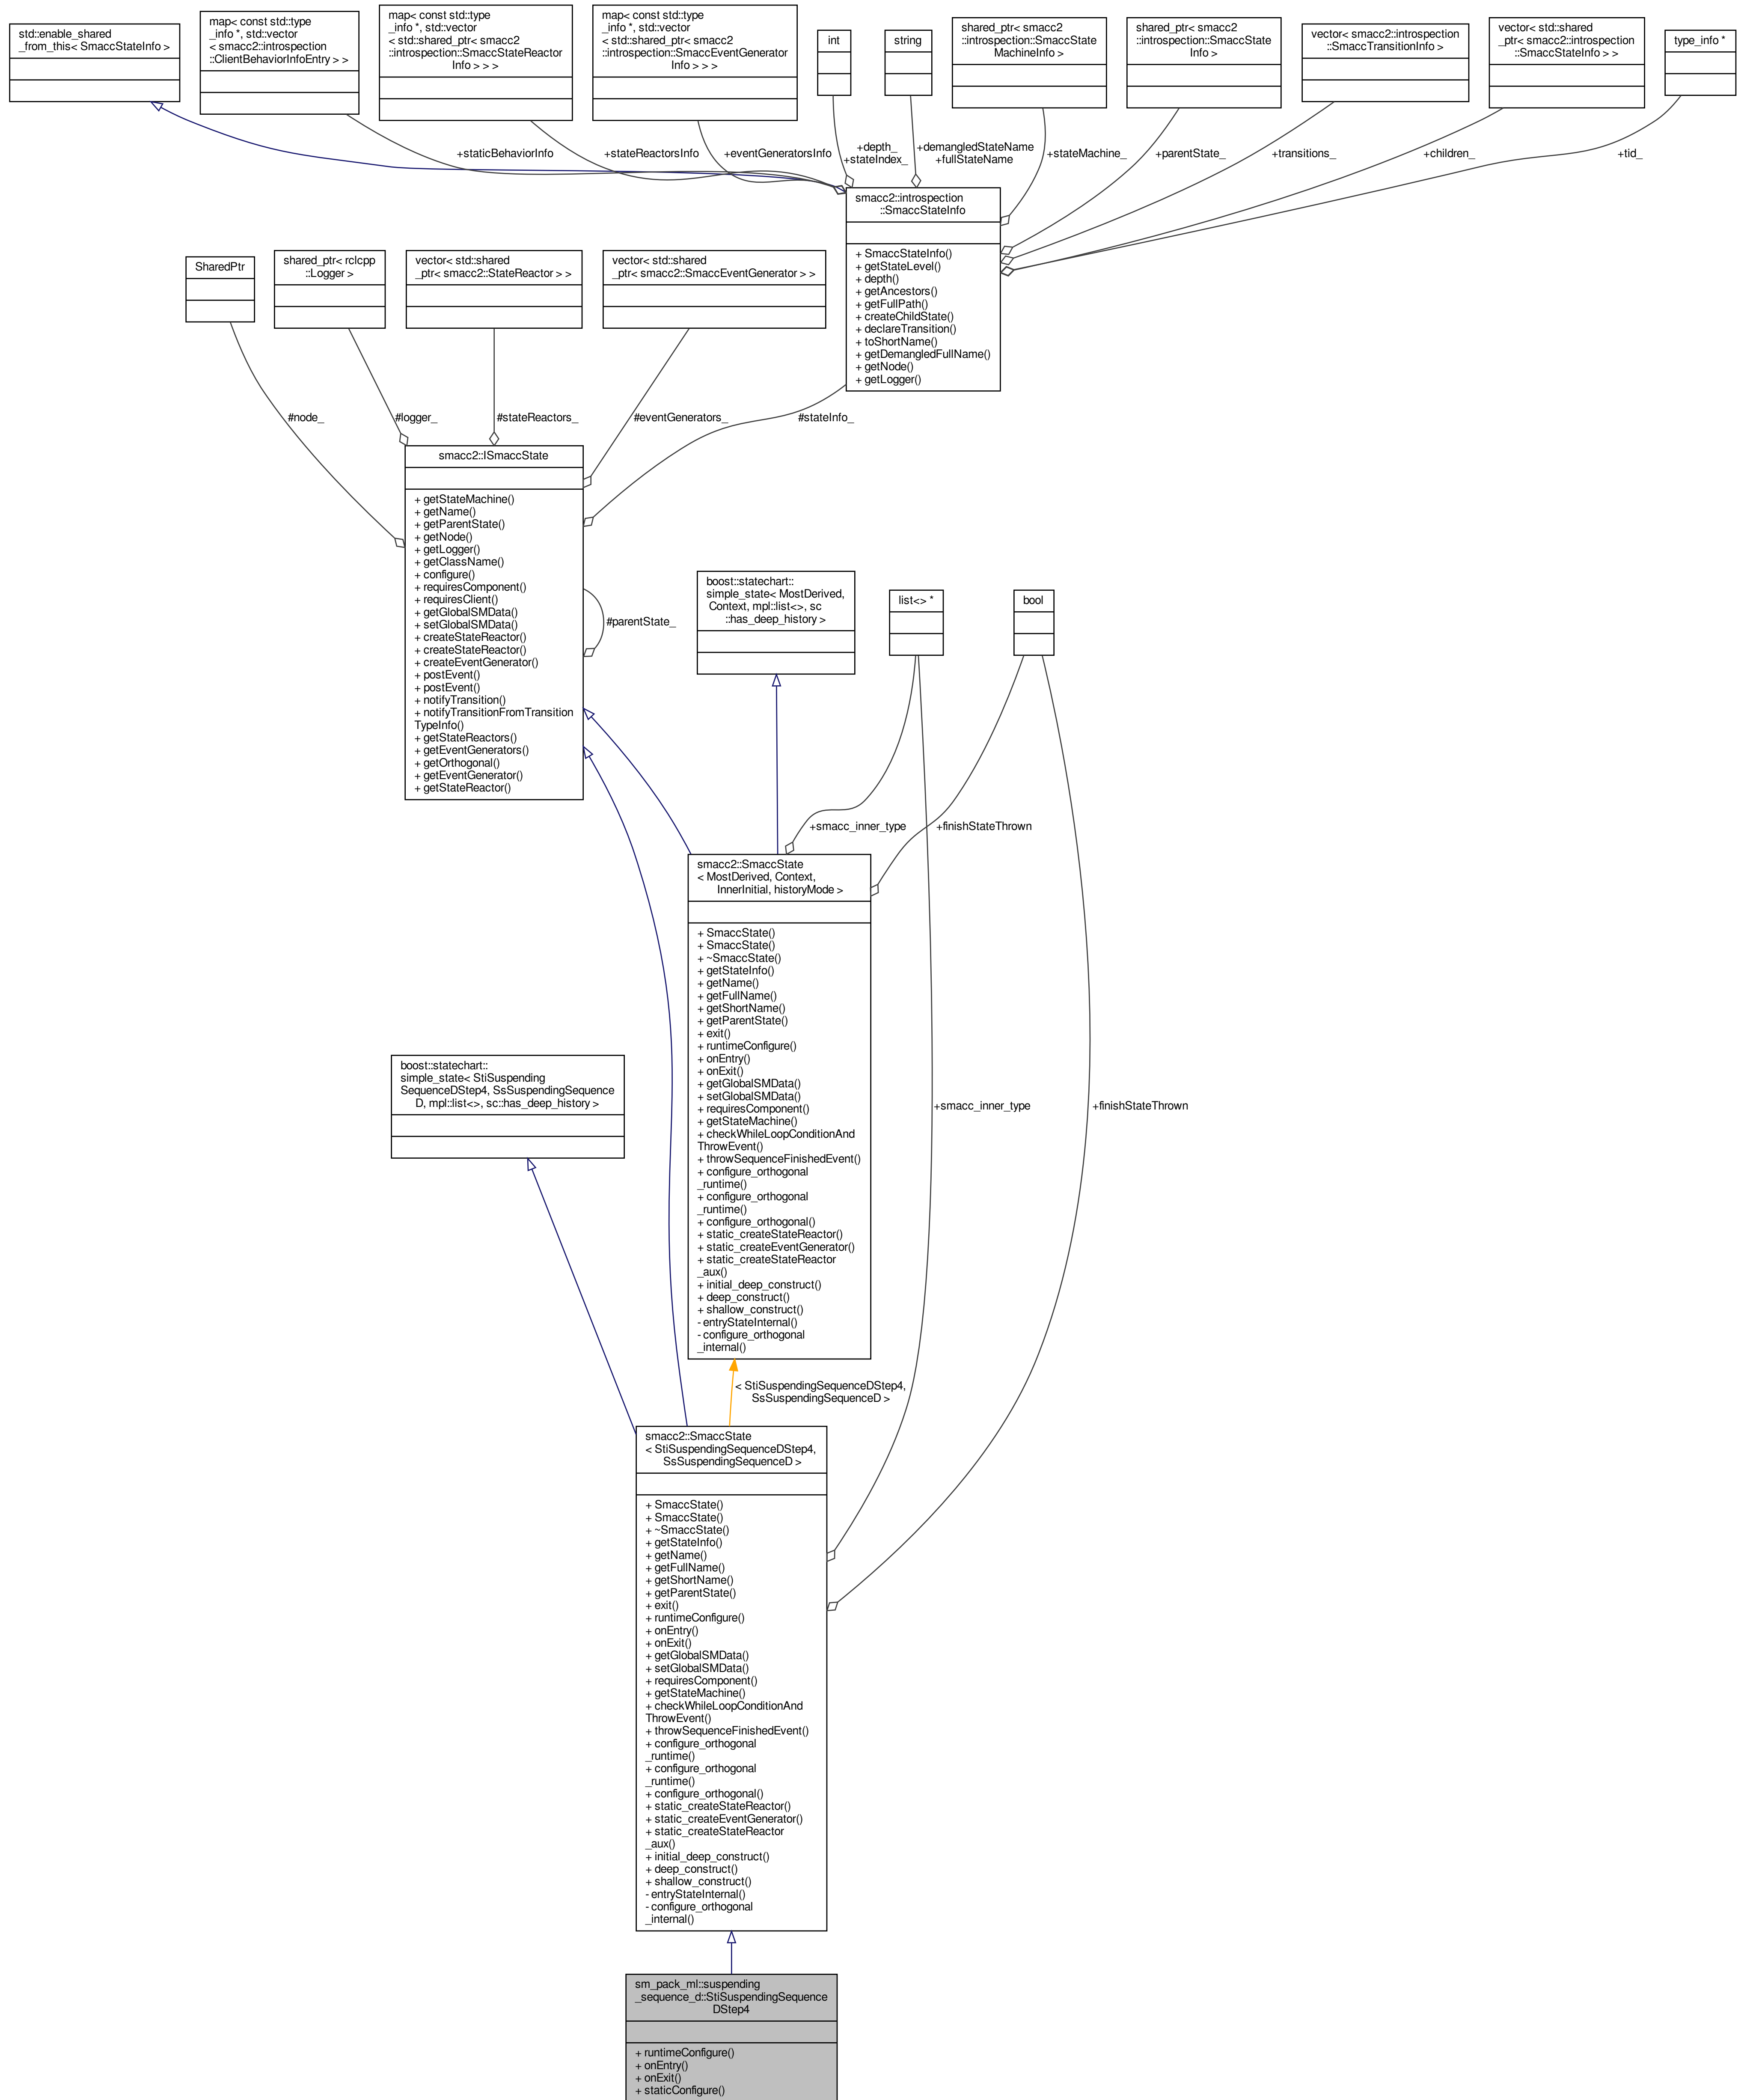 std::enable_shared
_from_this< SmaccStateInfo >
map< const std::type
_info *, std::vector
< smacc2::introspection
::ClientBehaviorInfoEntry > >
map< const std::type
_info *, std::vector
< std::shared_ptr< smacc2
::introspection::SmaccStateReactor
Info > > >
map< const std::type
_info *, std::vector
< std::shared_ptr< smacc2
::introspection::SmaccEventGenerator
Info > > >
int
string
shared_ptr< smacc2
::introspection::SmaccState
MachineInfo >
shared_ptr< smacc2
::introspection::SmaccState
Info >
vector< smacc2::introspection
::SmaccTransitionInfo >
vector< std::shared
_ptr< smacc2::introspection
::SmaccStateInfo > >
type_info *
+staticBehaviorInfo
+stateReactorsInfo
+eventGeneratorsInfo
+depth_
+stateIndex_
+demangledStateName
+fullStateName
+stateMachine_
+parentState_
+transitions_
+children_
+tid_
smacc2::introspection
::SmaccStateInfo
+ SmaccStateInfo()
+ getStateLevel()
+ depth()
+ getAncestors()
+ getFullPath()
+ createChildState()
+ declareTransition()
+ toShortName()
+ getDemangledFullName()
+ getNode()
+ getLogger()
SharedPtr
shared_ptr< rclcpp
::Logger >
vector< std::shared
_ptr< smacc2::StateReactor > >
vector< std::shared
_ptr< smacc2::SmaccEventGenerator > >
#node_
#logger_
#stateReactors_
#eventGenerators_
#stateInfo_
smacc2::ISmaccState
+ getStateMachine()
+ getName()
+ getParentState()
+ getNode()
+ getLogger()
+ getClassName()
+ configure()
+ requiresComponent()
+ requiresClient()
+ getGlobalSMData()
+ setGlobalSMData()
+ createStateReactor()
+ createStateReactor()
+ createEventGenerator()
+ postEvent()
+ postEvent()
+ notifyTransition()
+ notifyTransitionFromTransition
TypeInfo()
+ getStateReactors()
+ getEventGenerators()
+ getOrthogonal()
+ getEventGenerator()
+ getStateReactor()
#parentState_
boost::statechart::
simple_state< MostDerived,
Context, mpl::list<>, sc
::has_deep_history >
list<> *
bool
+smacc_inner_type
+finishStateThrown
smacc2::SmaccState
< MostDerived, Context,
InnerInitial, historyMode >
+ SmaccState()
+ SmaccState()
+ ~SmaccState()
+ getStateInfo()
+ getName()
+ getFullName()
+ getShortName()
+ getParentState()
+ exit()
+ runtimeConfigure()
+ onEntry()
+ onExit()
+ getGlobalSMData()
+ setGlobalSMData()
+ requiresComponent()
+ getStateMachine()
+ checkWhileLoopConditionAnd
ThrowEvent()
+ throwSequenceFinishedEvent()
+ configure_orthogonal
_runtime()
+ configure_orthogonal
_runtime()
+ configure_orthogonal()
+ static_createStateReactor()
+ static_createEventGenerator()
+ static_createStateReactor
_aux()
+ initial_deep_construct()
+ deep_construct()
+ shallow_construct()
- entryStateInternal()
- configure_orthogonal
_internal()
boost::statechart::
simple_state< StiSuspending
SequenceDStep4, SsSuspendingSequence
D, mpl::list<>, sc::has_deep_history >
+smacc_inner_type
+finishStateThrown
< StiSuspendingSequenceDStep4,
SsSuspendingSequenceD >
smacc2::SmaccState
< StiSuspendingSequenceDStep4,
SsSuspendingSequenceD >
+ SmaccState()
+ SmaccState()
+ ~SmaccState()
+ getStateInfo()
+ getName()
+ getFullName()
+ getShortName()
+ getParentState()
+ exit()
+ runtimeConfigure()
+ onEntry()
+ onExit()
+ getGlobalSMData()
+ setGlobalSMData()
+ requiresComponent()
+ getStateMachine()
+ checkWhileLoopConditionAnd
ThrowEvent()
+ throwSequenceFinishedEvent()
+ configure_orthogonal
_runtime()
+ configure_orthogonal
_runtime()
+ configure_orthogonal()
+ static_createStateReactor()
+ static_createEventGenerator()
+ static_createStateReactor
_aux()
+ initial_deep_construct()
+ deep_construct()
+ shallow_construct()
- entryStateInternal()
- configure_orthogonal
_internal()
sm_pack_ml::suspending
_sequence_d::StiSuspendingSequence
DStep4
+ runtimeConfigure()
+ onEntry()
+ onExit()
+ staticConfigure()